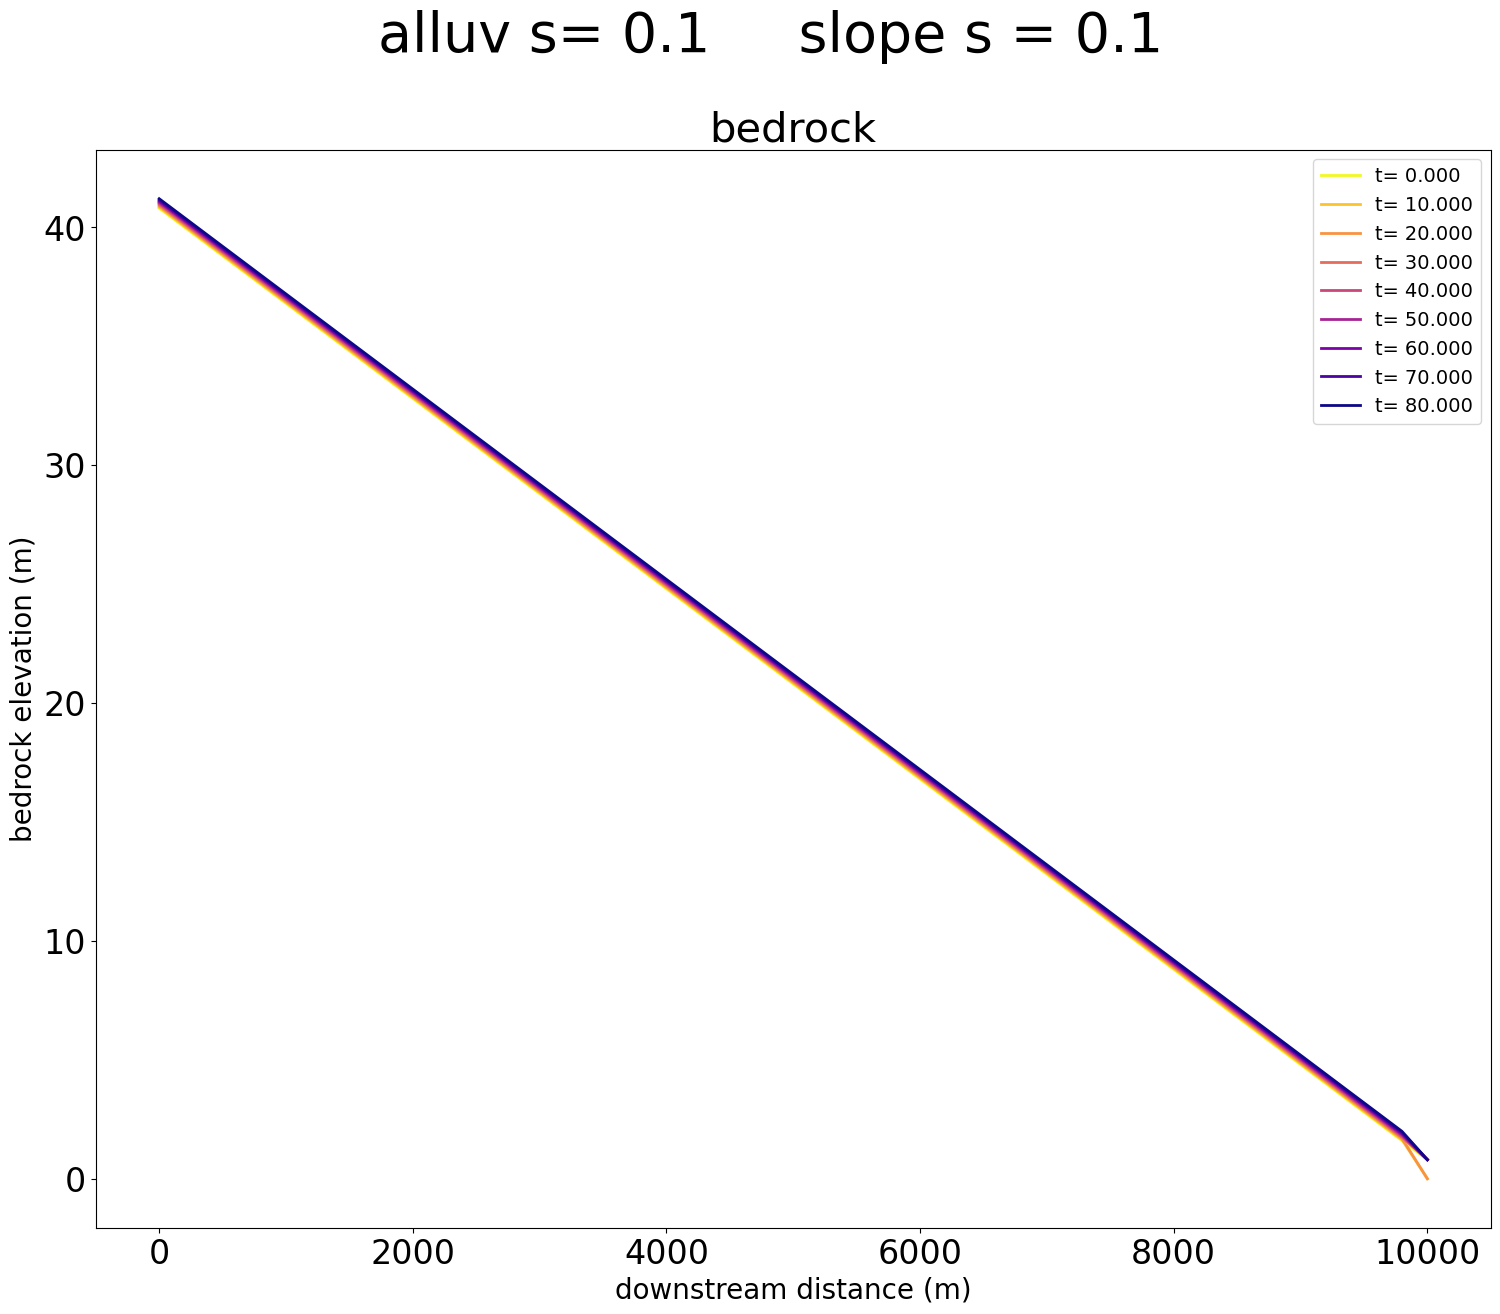 alluv s= 0.1 slope s = 0.1
bedrock
t= 0.000
t= 10.000
t= 20.000
t= 30.000
t= 40.000
t= 50.000
t= 60.000
t= 70.000
t= 80.000
bedrock elevation (m)
40
30
20
10
0
0 2000 4000 6000 8000 10000
downstream distance (m)